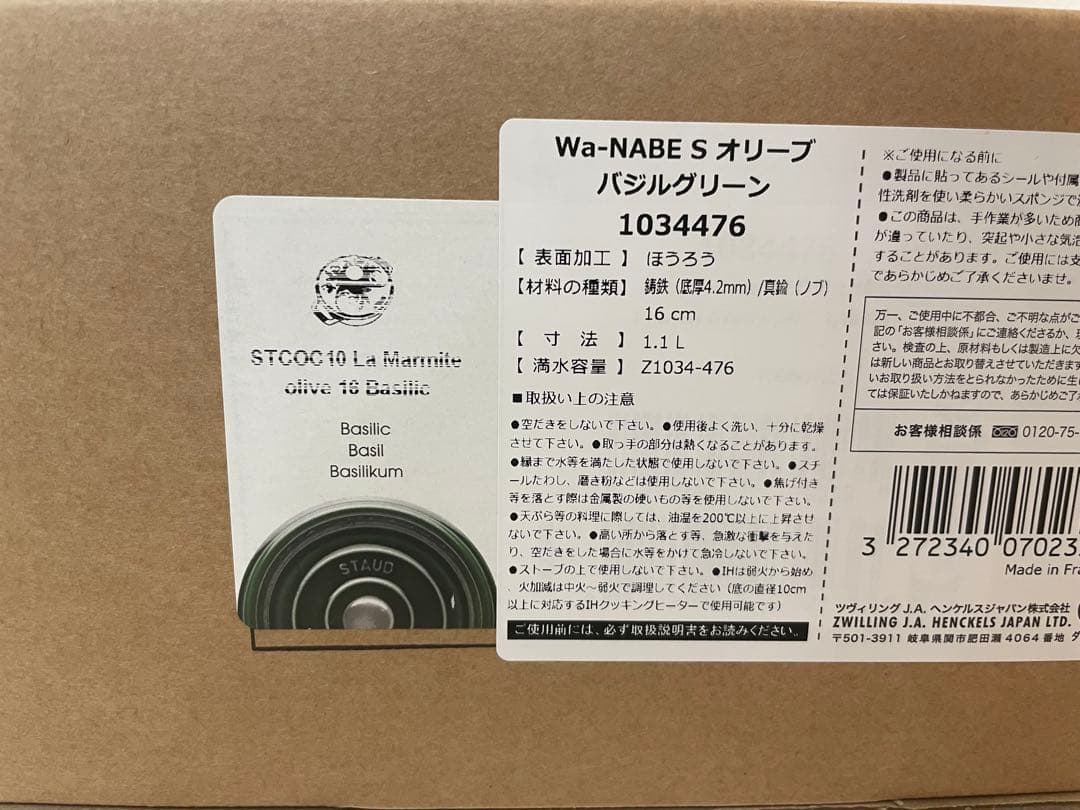 STCOC10 La Marmite
olive 16 Basilic
Basilic
Basil
Basilikum
STAUB
Wa-NABE S オリーブ
バジルグリーン
1034476
【 表面加工 】 ほうろう
【材料の種類】 鋳鉄（底厚4.2mm）/真鍮（ノブ）
16 cm
【 寸 法 】 1.1 L
【 満水容量 】 Z1034-476
■取扱い上の注意
●空だきをしないで下さい。●使用後よく洗い、十分に乾燥
させて下さい。●取っ手の部分は熱くなることがあります。
●縁まで水等を満たした状態で使用しないで下さい。●スチ
ールたわし、磨き粉などは使用しないで下さい。●焦げ付き
等を落とす際は金属製の硬いもの等を使用しないで下さい。
●天ぷら等の料理に際しては、油温を200℃以上に上昇させ
ないで下さい。●高い所から落とす等、急激な衝撃を与えた
り、空だきをした場合に水等をかけて急冷しないで下さい。
●ストーブの上で使用しないで下さい。●IHは弱火から始め
、火加減は中火～弱火で調理してください（底の直径10cm
以上に対応するIHクッキングヒーターで使用可能です）
ご使用前には、必ず取扱説明書をお読みください。
※ご使用になる前に
●製品に貼ってあるシールや付属
性洗剤を使い柔らかいスポンジで
●この商品は、手作業が多いため商
が違っていたり、突起や小さな気泡
することがあります。ご使用には支
であらかじめご了承くださいませ。
万一、ご使用中に不都合、ご不明な点がご
記の「お客様相談係」にご連絡くださるか、
さい。検査の上、原材料もしくは製造上に欠
は新しい商品とお取り替えさせていただきます
いお取り扱い方法をとられなかったために生
ては保証いたしかねますので、あらかじめご了
お客様相談係 0120-75-
3 272340 07023
Made in Fra
ツヴィリング J.A. ヘンケルスジャパン株式会社
ZWILLING J.A. HENCKELS JAPAN LTD.
〒501-3911 岐阜県関市肥田瀬 4064 番地